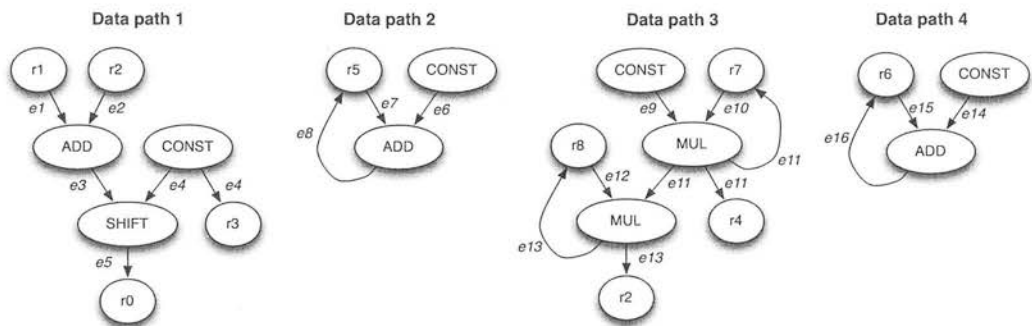 Data path 1
Data path 2
Data path 3
Data path 4
r1
r2
e1
e2
ADD
CONST
e3
e4
e4
SHIFT
r3
e5
r0
r5
CONST
e7
e6
e8
ADD
CONST
r7
e9
e10
r8
MUL
e11
e12
e11
e11
MUL
r4
e13
e13
r2
r6
CONST
e15
e14
e16
ADD